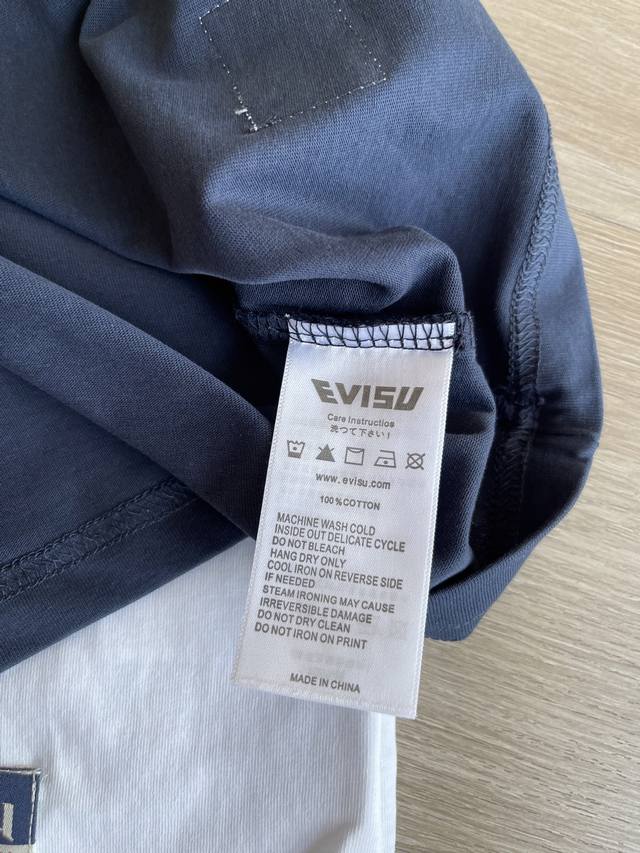 EVISU
Care Instructios
洗つて下さい!
www.evisu.com
100%COTTON
MACHINE WASH COLD
INSIDE OUT DELICATE CYCLE
DO NOT BLEACH
HANG DRY ONLY
COOL IRON ON REVERSE SIDE
IF NEEDED
STEAM IRONING MAY CAUSE
IRREVERSIBLE DAMAGE
DO NOT DRY CLEAN
DO NOT IRON ON PRINT
MADE IN CHINA